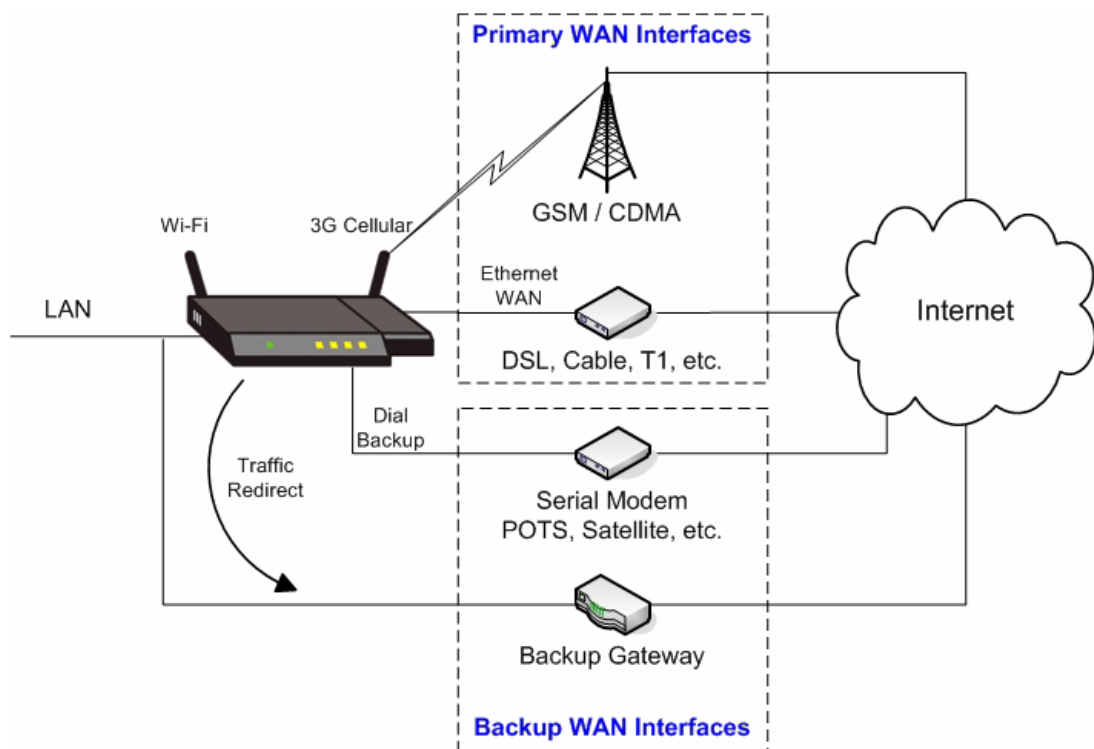 Primary WAN Interfaces
GSM / CDMA
Wi-Fi
3G Cellular
Ethernet
WAN
LAN
Internet
DSL, Cable, T1, etc.
Dial
Backup
Traffic
Redirect
Serial Modem
POTS, Satellite, etc.
Backup Gateway
Backup WAN Interfaces